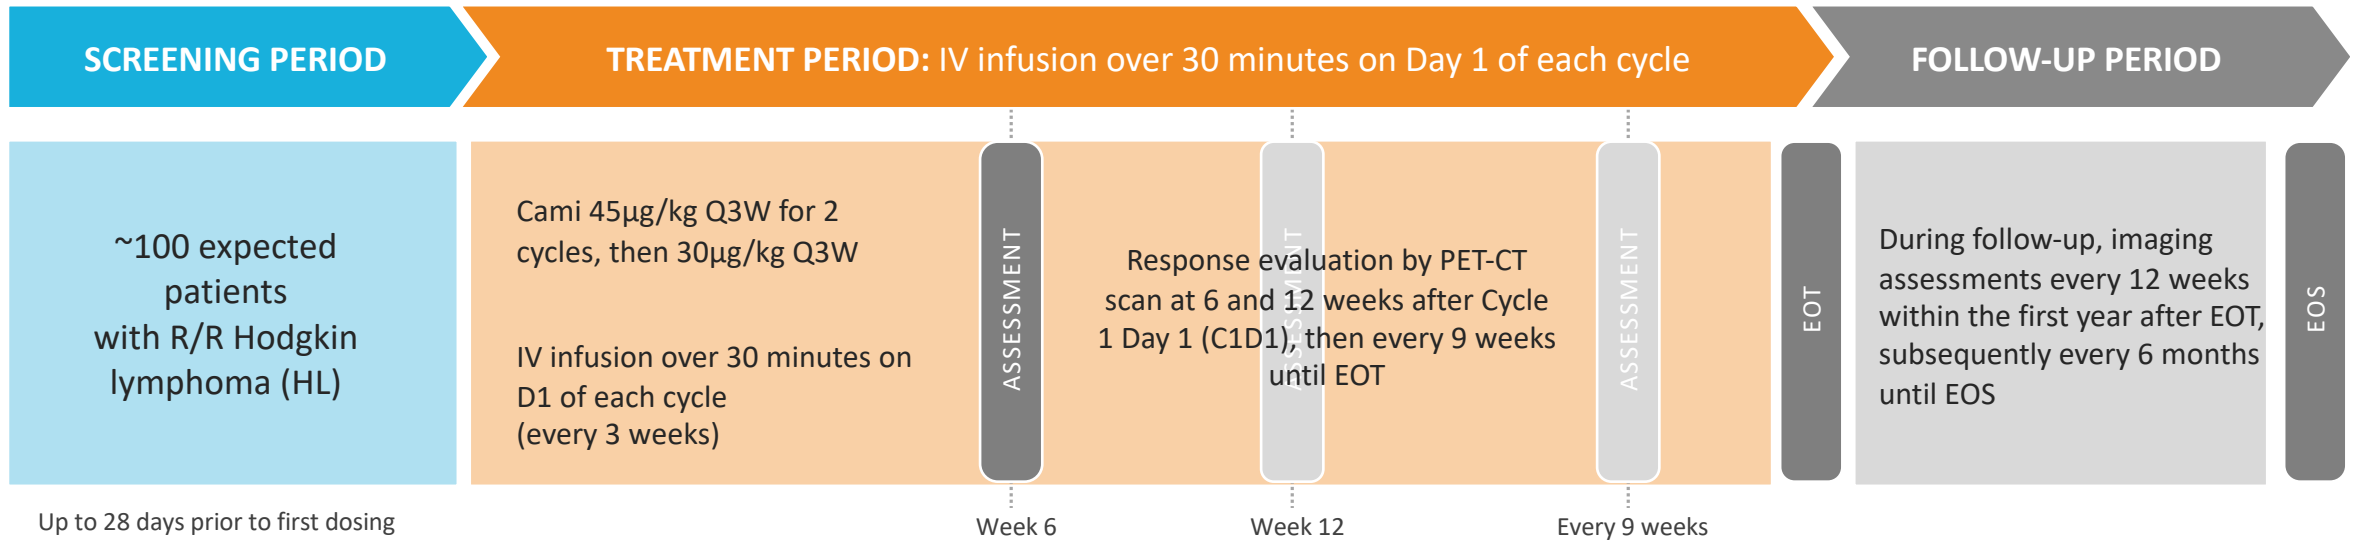 SCREENING PERIOD
TREATMENT PERIOD: IV infusion over 30 minutes on Day 1 of each cycle
FOLLOW-UP PERIOD
~100 expected
patients
with R/R Hodgkin
lymphoma (HL)
Up to 28 days prior to first dosing
Cami 45µg/kg Q3W for 2
cycles, then 30µg/kg Q3W
IV infusion over 30 minutes on
D1 of each cycle
(every 3 weeks)
ASSESSMENT
Week 6
Response evaluation by PET-CT
scan at 6 and 12 weeks after Cycle
1 Day 1 (C1D1), then every 9 weeks
until EOT
ASSESSMENT
Week 12
ASSESSMENT
Every 9 weeks
EOT
During follow-up, imaging
assessments every 12 weeks
within the first year after EOT,
subsequently every 6 months
until EOS
EOS